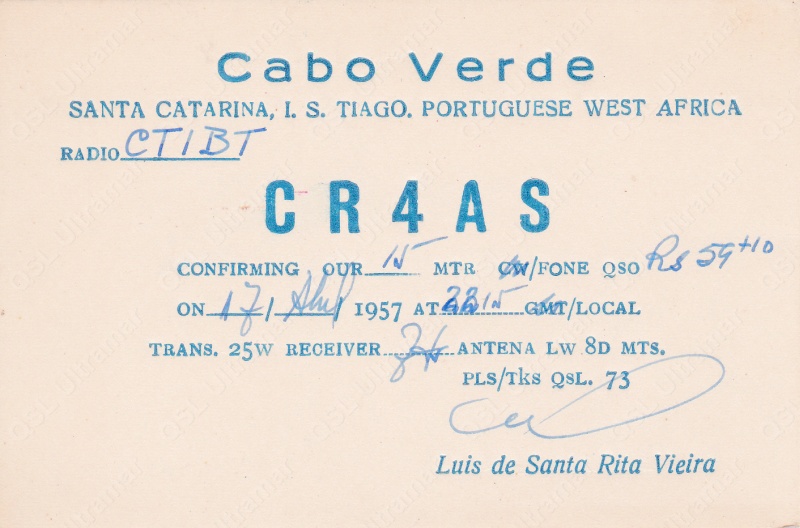 Cabo Verde
SANTA CATARINA, I. S. TIAGO. PORTUGUESE WEST AFRICA
RADIO CT1BT
CR4AS
CONFIRMING OUR 15 MTR CW/FONE QSO RS 59+10
ON 17/Abril/1957 AT 2215 GMT/LOCAL
TRANS. 25W RECEIVER ANTENA LW 8D MTS.
PLS/Tks QSL. 73
Luis de Santa Rita Vieira